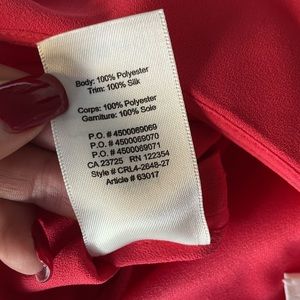 Body: 100% Polyester
Trim: 100% Silk
Corps: 100% Polyester
Garniture: 100% Soie
P.O. # 4500069069
P.O. # 4500069070
P.O. # 4500069071
CA 23725 RN 122354
Style # CRL4-2648-27
Article # 63017